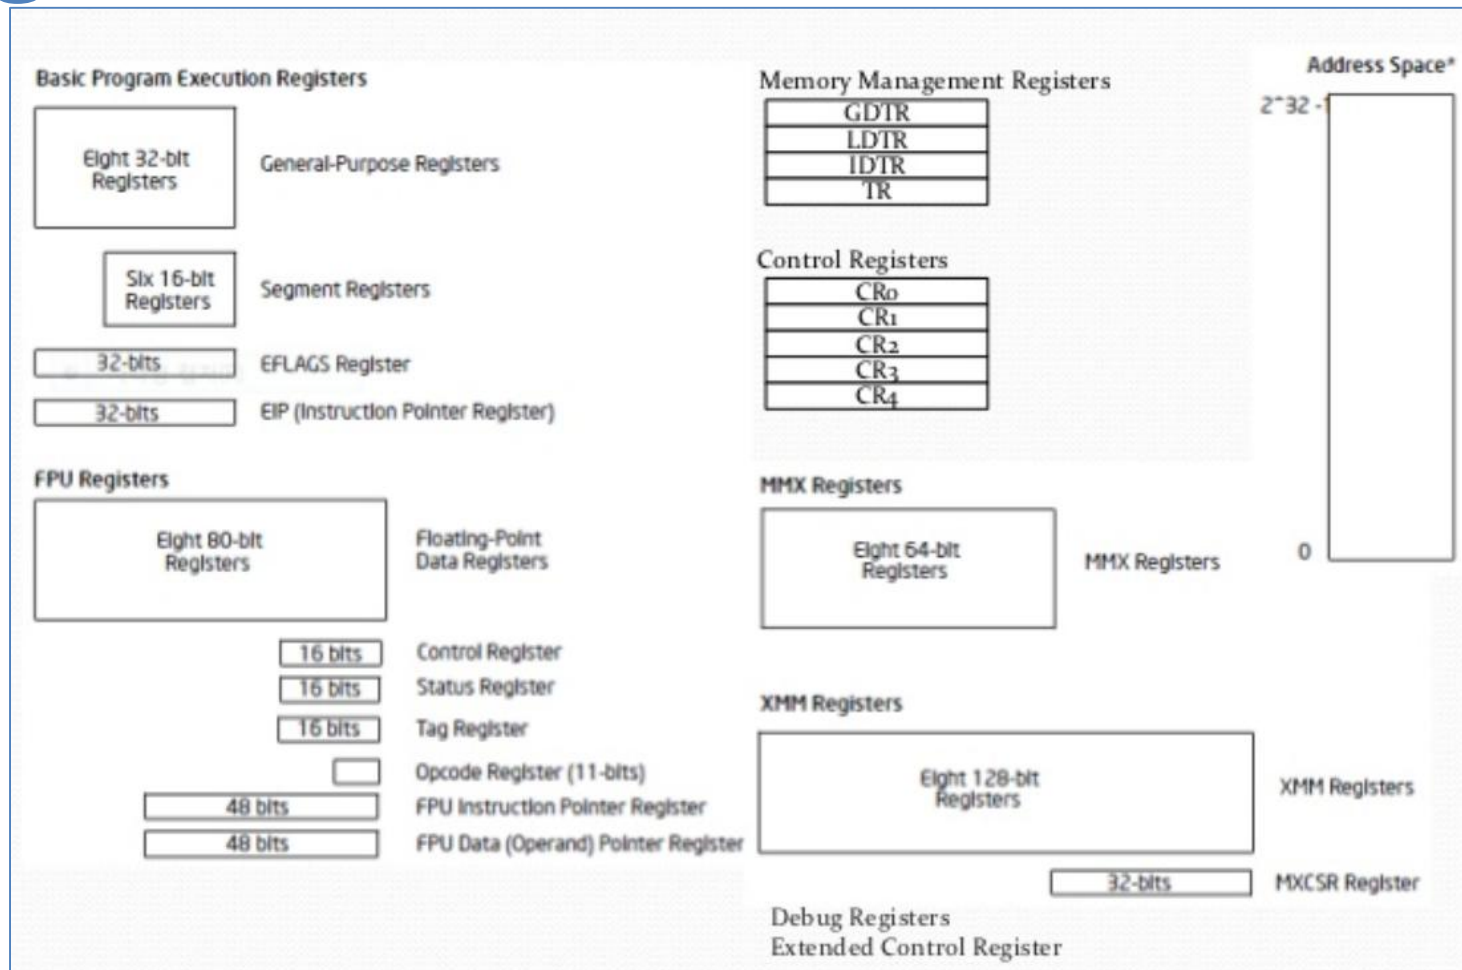 Basic Program Execution Registers
Eight 32-bit
Registers
General-Purpose Registers
Six 16-bit
Registers
Segment Registers
32-bits
EFLAGS Register
32-bits
EIP (Instruction Pointer Register)
FPU Registers
Eight 80-bit
Registers
Floating-Point
Data Registers
16 bits
Control Register
16 bits
Status Register
16 bits
Tag Register
Opcode Register (11-bits)
48 bits
FPU Instruction Pointer Register
48 bits
FPU Data (Operand) Pointer Register
Memory Management Registers
GDTR
LDTR
IDTR
TR
Control Registers
CR0
CR1
CR2
CR3
CR4
MMX Registers
Eight 64-bit
Registers
MMX Registers
XMM Registers
Eight 128-bit
Registers
XMM Registers
32-bits
MXCSR Register
Debug Registers
Extended Control Register
Address Space*
2^32 -1
0